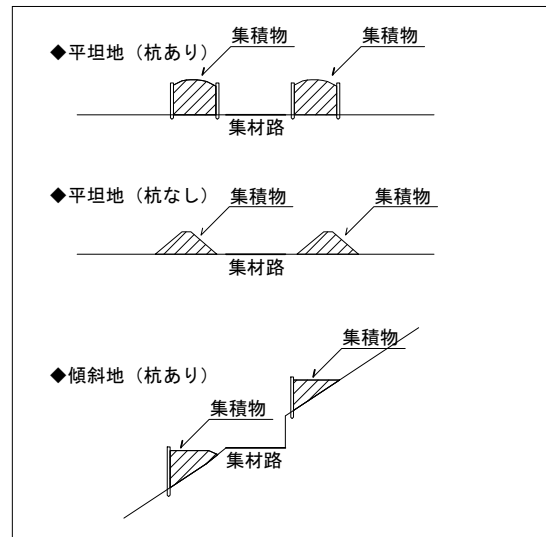 ◆平坦地（杭あり）
集積物
集積物
集材路
◆平坦地（杭なし）
集積物
集積物
集材路
◆傾斜地（杭あり）
集積物
集積物
集材路